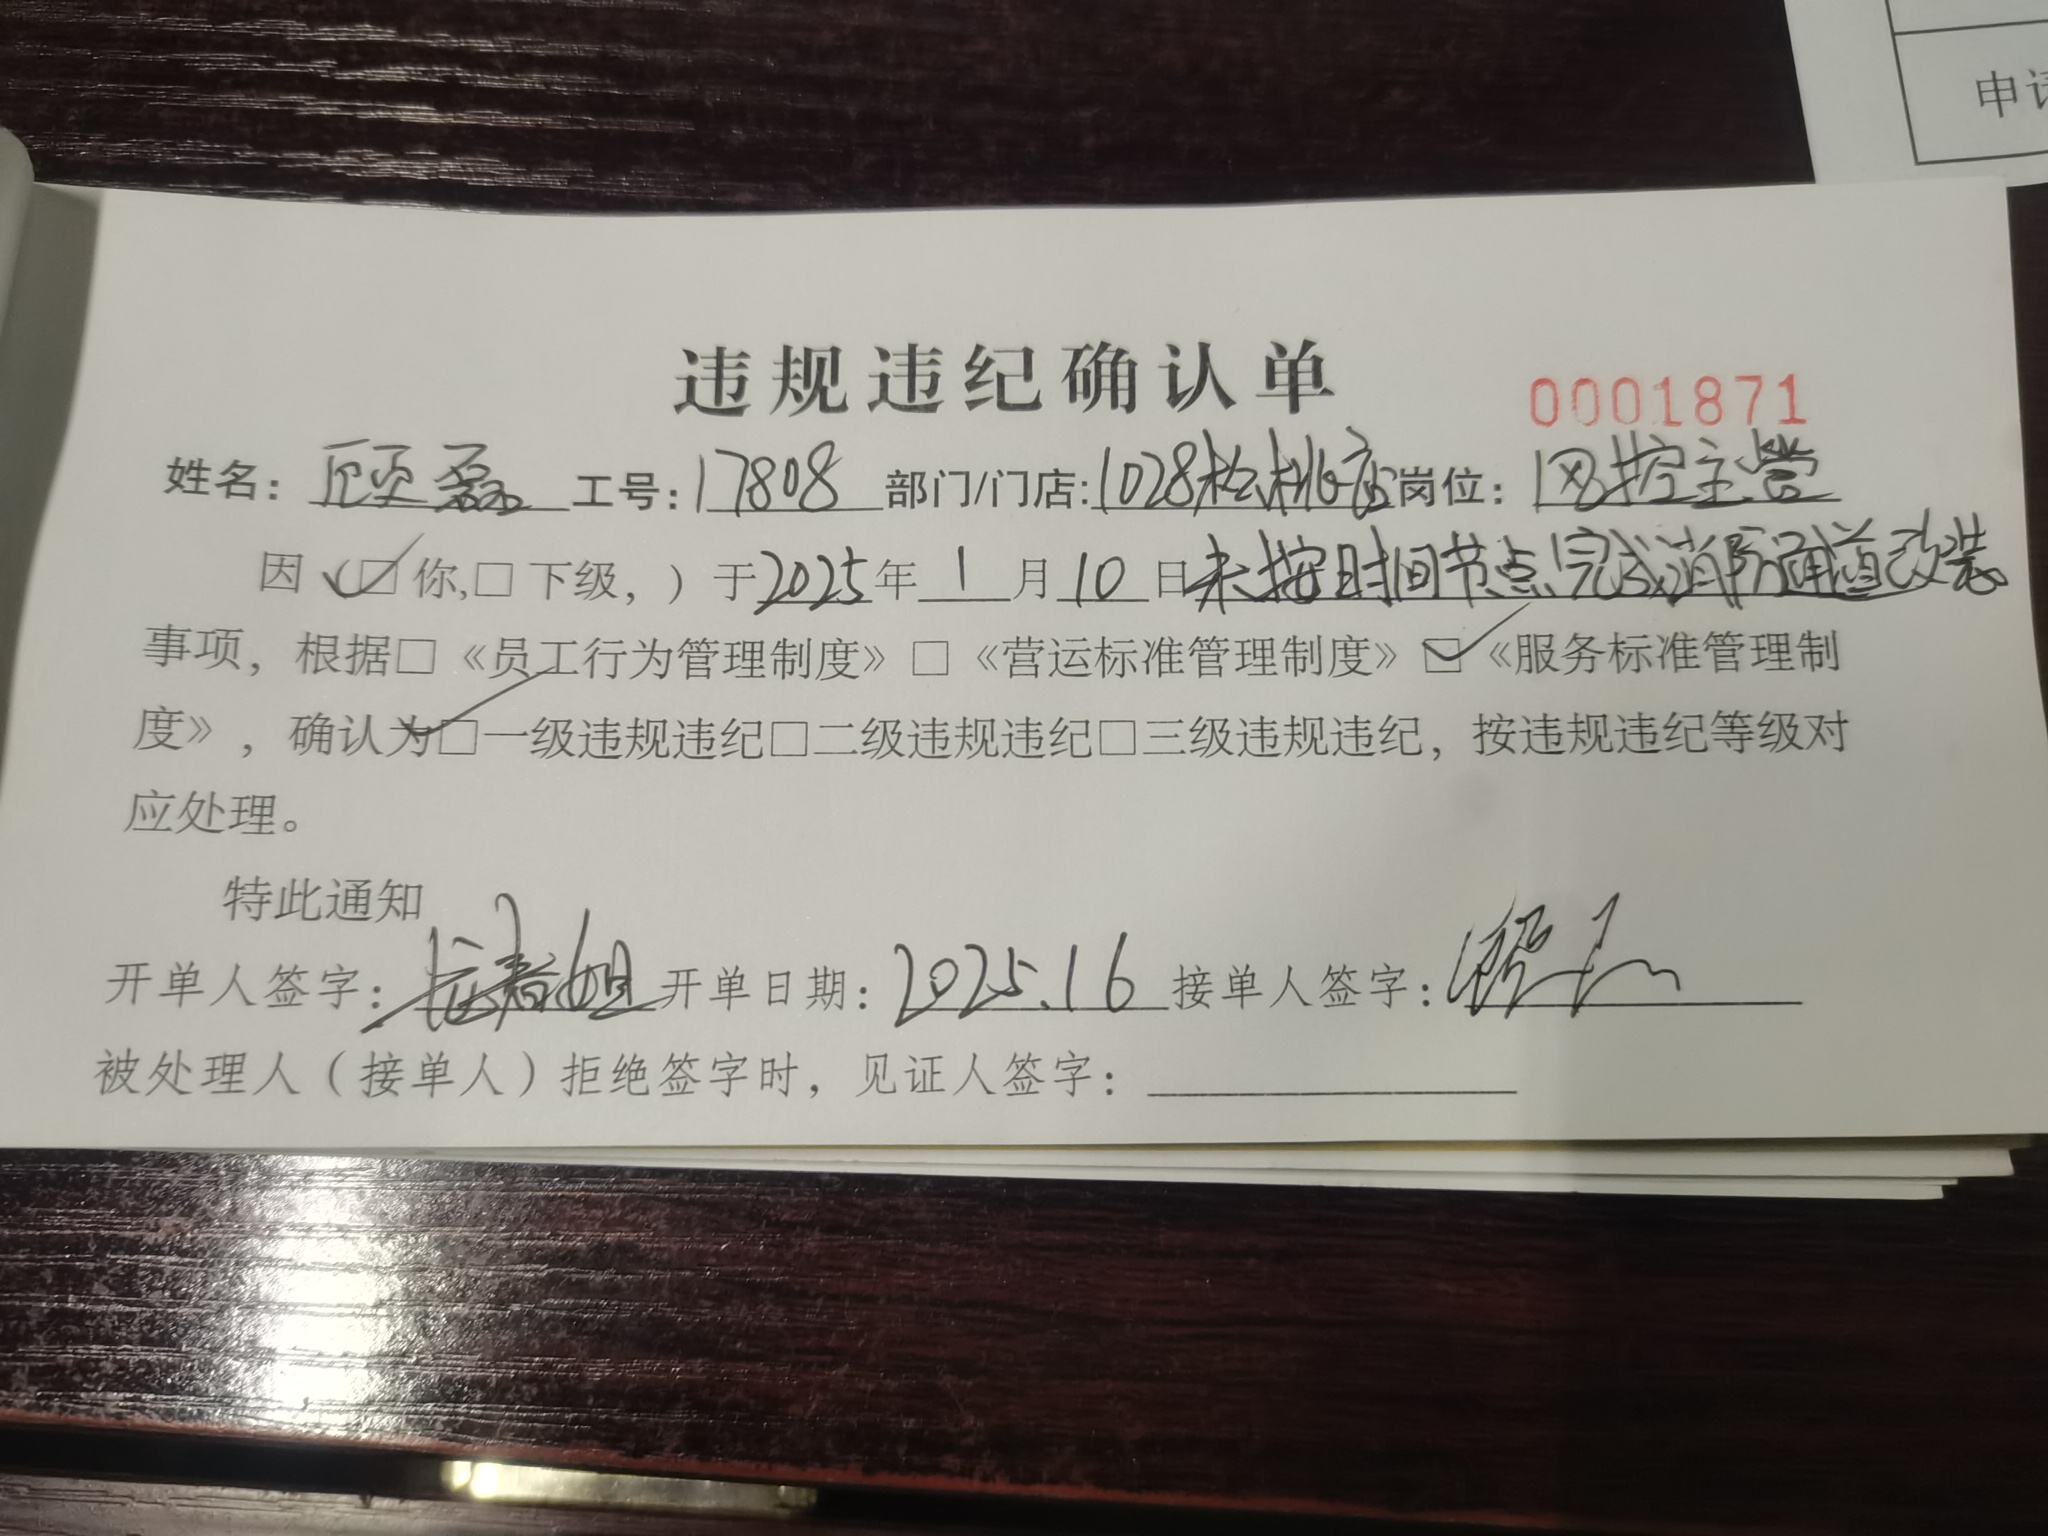 申请
违规违纪确认单
0001871
姓名：顾磊 工号：17808 部门/门店：1028松桃店 岗位：风控主管
因（☑你,□下级，）于2025年1月10日未按时间节点完成消防通道改装
事项，根据□《员工行为管理制度》□《营运标准管理制度》☑《服务标准管理制
度》，确认为☑一级违规违纪□二级违规违纪□三级违规违纪，按违规违纪等级对
应处理。
特此通知
开单人签字： 开单日期：2025.16 接单人签字：
被处理人（接单人）拒绝签字时，见证人签字：